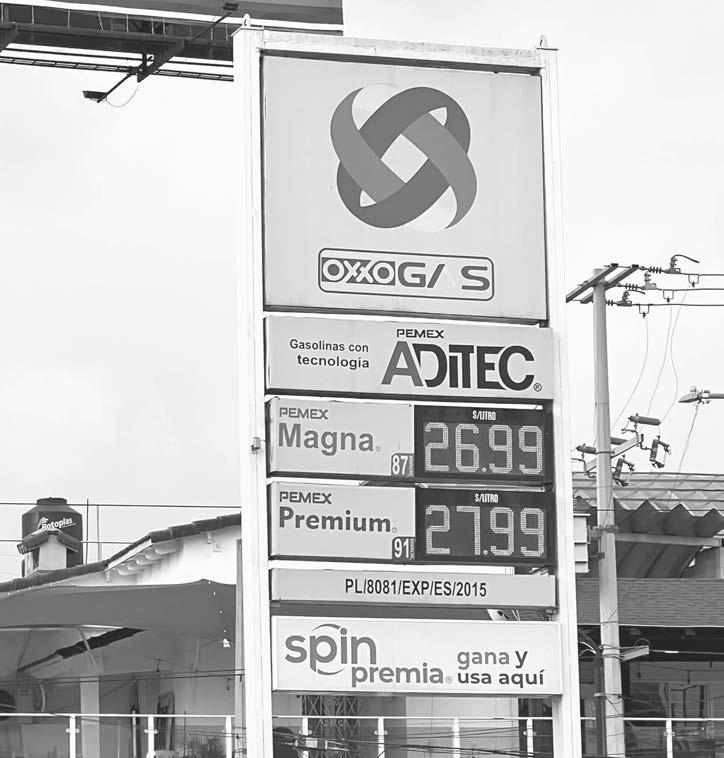 OXXO GAS
Gasolinas con
tecnología
PEMEX
ADITEC®
PEMEX
Magna®
87
$/LITRO
26.99
PEMEX
Premium®
91
$/LITRO
27.99
PL/8081/EXP/ES/2015
spin
premia®
gana y
usa aquí
Rotoplas